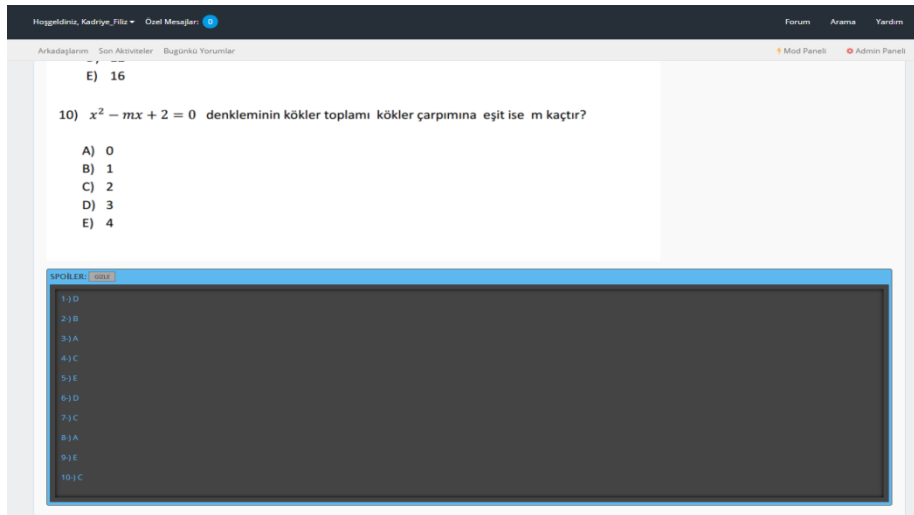 Hoşgeldiniz, Kadriye_Filiz Özel Mesajlar: 0 Forum Arama Yardım
Arkadaşlarım Son Aktiviteler Bugünkü Yorumlar Mod Paneli Admin Paneli
E) 16
10) x² − mx + 2 = 0 denkleminin kökler toplamı kökler çarpımına eşit ise m kaçtır?
A) 0
B) 1
C) 2
D) 3
E) 4
SPOİLER: GİZLE
1-) D
2-) B
3-) A
4-) C
5-) E
6-) D
7-) C
8-) A
9-) E
10-) C